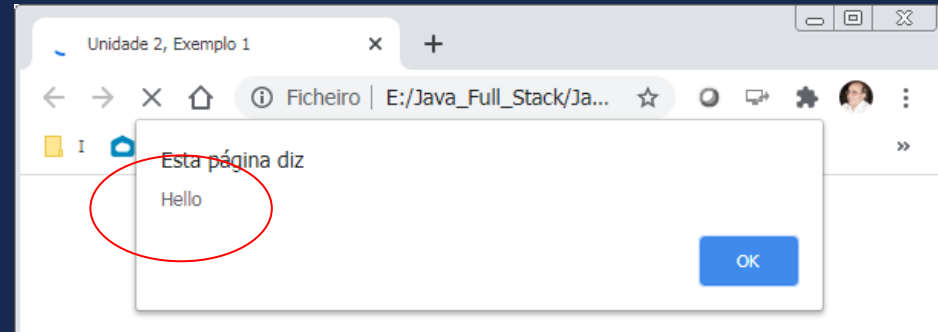 Unidade 2, Exemplo 1
Ficheiro | E:/Java_Full_Stack/Ja...
I
Esta página diz
Hello
OK